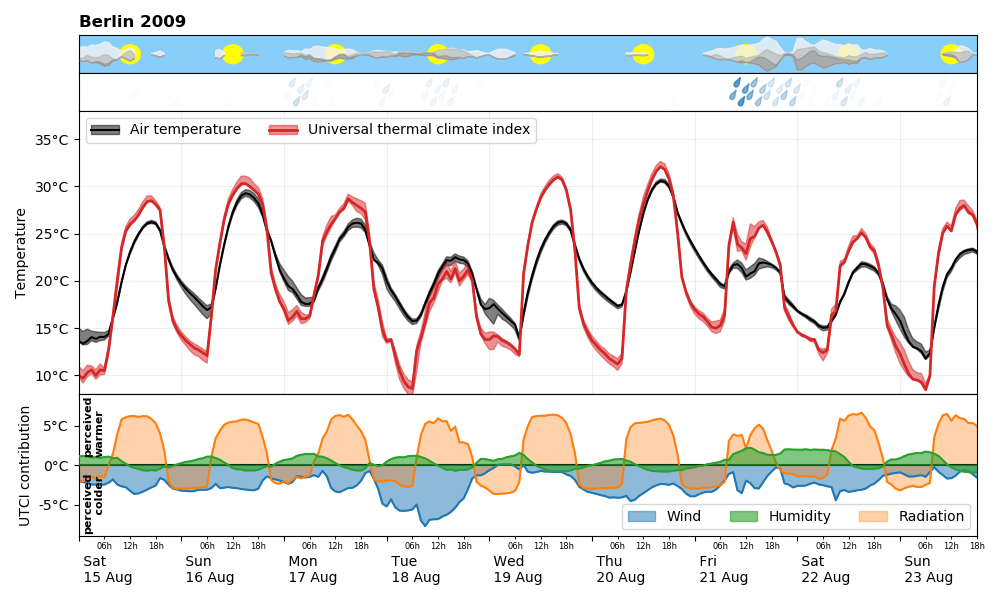 Berlin 2009
Air temperature
Universal thermal climate index
35°C
30°C
25°C
20°C
15°C
10°C
Temperature
5°C
0°C
-5°C
UTCI contribution
perceived
warmer
perceived
colder
Wind
Humidity
Radiation
06h 12h 18h 06h 12h 18h 06h 12h 18h 06h 12h 18h 06h 12h 18h 06h 12h 18h 06h 12h 18h 06h 12h 18h 06h 12h 18h
Sat Sun Mon Tue Wed Thu Fri Sat Sun
15 Aug 16 Aug 17 Aug 18 Aug 19 Aug 20 Aug 21 Aug 22 Aug 23 Aug